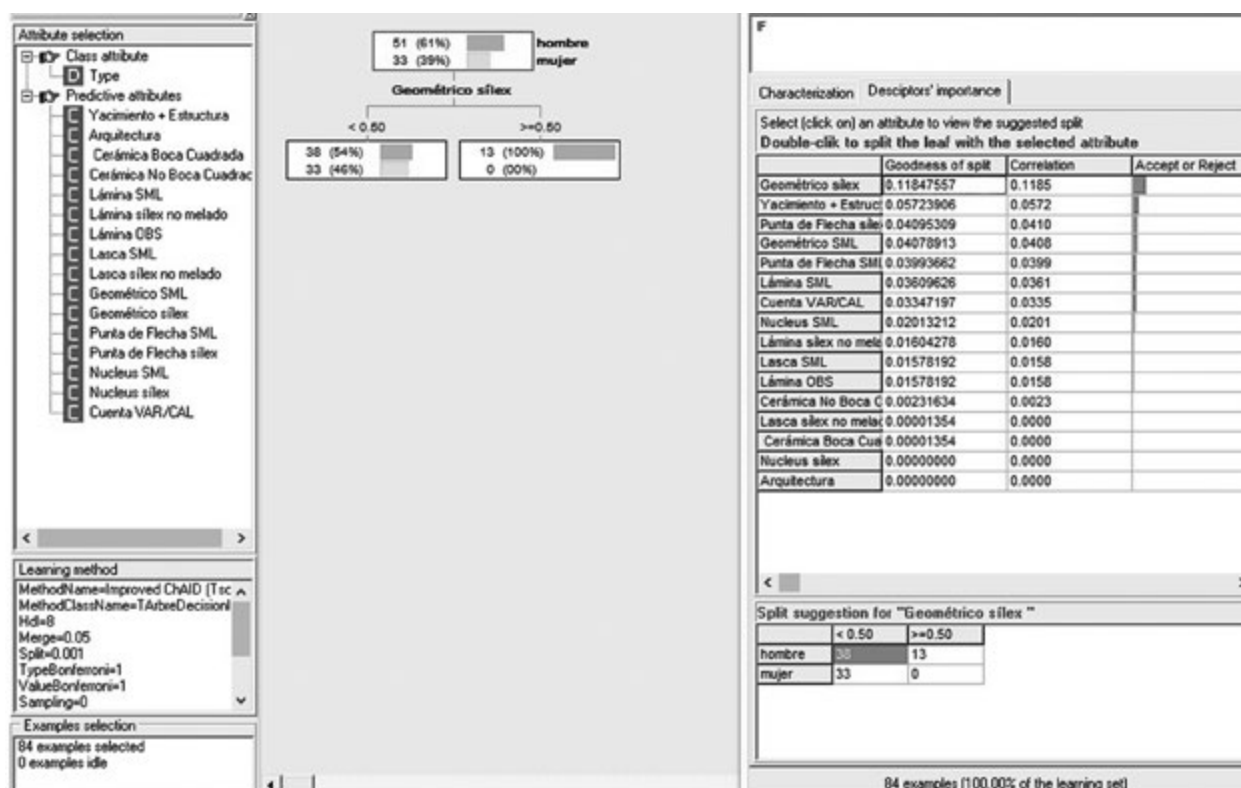 Attribute selection
Class attribute
D Type
Predictive attributes
C Yacimiento + Estructura
C Arquitectura
C Cerámica Boca Cuadrada
C Cerámica No Boca Cuadrac
C Lámina SML
C Lámina sílex no melado
C Lámina OBS
C Lasca SML
C Lasca sílex no melado
C Geométrico SML
C Geométrico sílex
C Punta de Flecha SML
C Punta de Flecha sílex
C Nucleus SML
C Nucleus sílex
C Cuenta VAR/CAL
Learning method
MethodName=Improved ChAID (Tsc
MethodClassName=TArbreDecisionI
Hdl=8
Merge=0.05
Split=0.001
TypeBonferroni=1
ValueBonferroni=1
Sampling=0
Examples selection
84 examples selected
0 examples idle
51 (61%) hombre
33 (39%) mujer
Geométrico sílex
< 0.50 >=0.50
38 (54%) 13 (100%)
33 (46%) 0 (00%)
F
Characterization Desciptors' importance
Select (click on) an attribute to view the suggested split
Double-clik to split the leaf with the selected attribute
Goodness of split Correlation Accept or Reject
Geométrico sílex 0.11847557 0.1185
Yacimiento + Estruc 0.05723906 0.0572
Punta de Flecha síle 0.04095309 0.0410
Geométrico SML 0.04078913 0.0408
Punta de Flecha SML 0.03993662 0.0399
Lámina SML 0.03609626 0.0361
Cuenta VAR/CAL 0.03347197 0.0335
Nucleus SML 0.02013212 0.0201
Lámina sílex no mela 0.01604278 0.0160
Lasca SML 0.01578192 0.0158
Lámina OBS 0.01578192 0.0158
Cerámica No Boca C 0.00231634 0.0023
Lasca sílex no melac 0.00001354 0.0000
Cerámica Boca Cua 0.00001354 0.0000
Nucleus sílex 0.00000000 0.0000
Arquitectura 0.00000000 0.0000
Split suggestion for "Geométrico sílex "
< 0.50 >=0.50
hombre 38 13
mujer 33 0
84 examples (100.00% of the learning set)